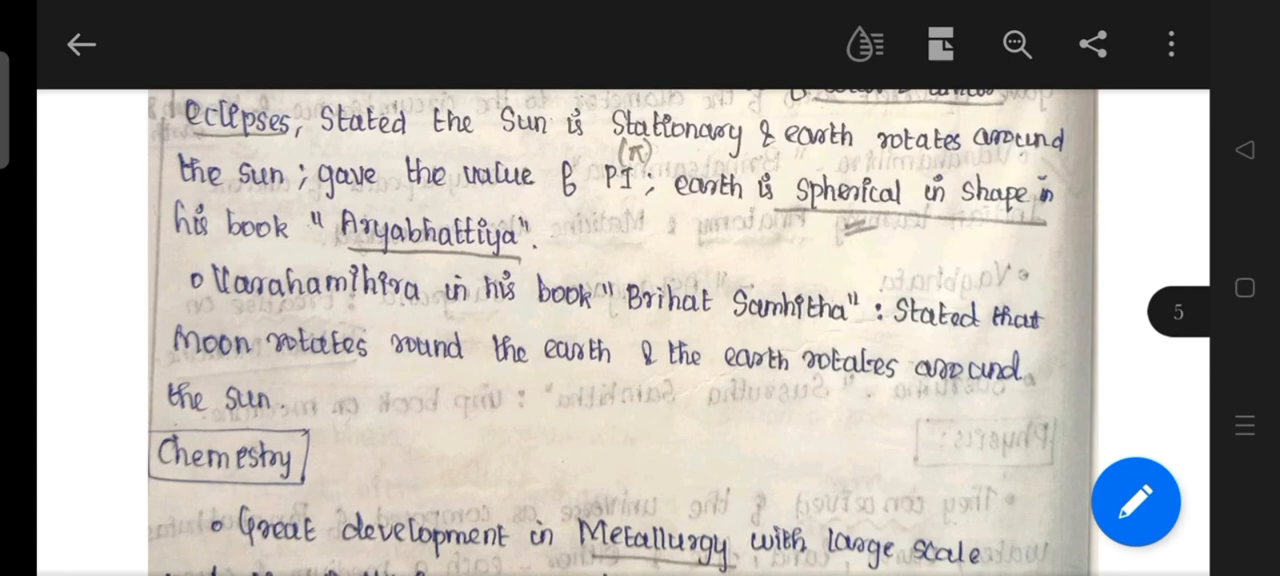 eclepses, Stated the Sun is Stationary & earth rotates around
(π)
the sun ; gave the value of PI ; earth is Spherical in Shape in
his book "Aryabhattiya".
o Varahamihira in his book "Brihat Samhitha" : Stated that
Moon rotates round the earth & the earth rotates around
the sun.
Chemestry
o Great development in Metallurgy with large scale
5